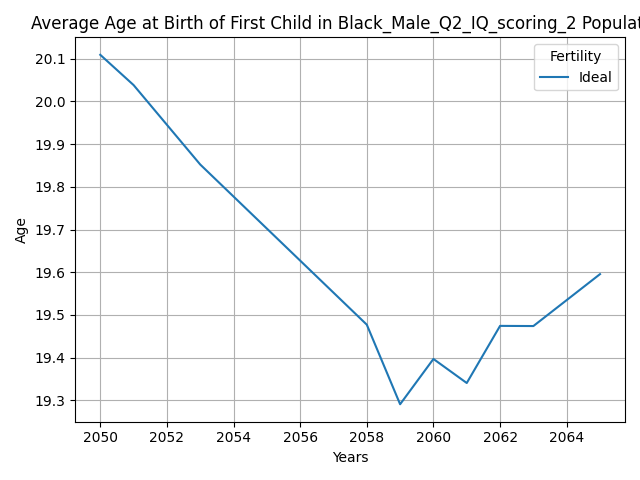 Average Age at Birth of First Child in Black_Male_Q2_IQ_scoring_2 Populat
Fertility
Ideal
20.1
20.0
19.9
19.8
19.7
19.6
19.5
19.4
19.3
Age
2050 2052 2054 2056 2058 2060 2062 2064
Years